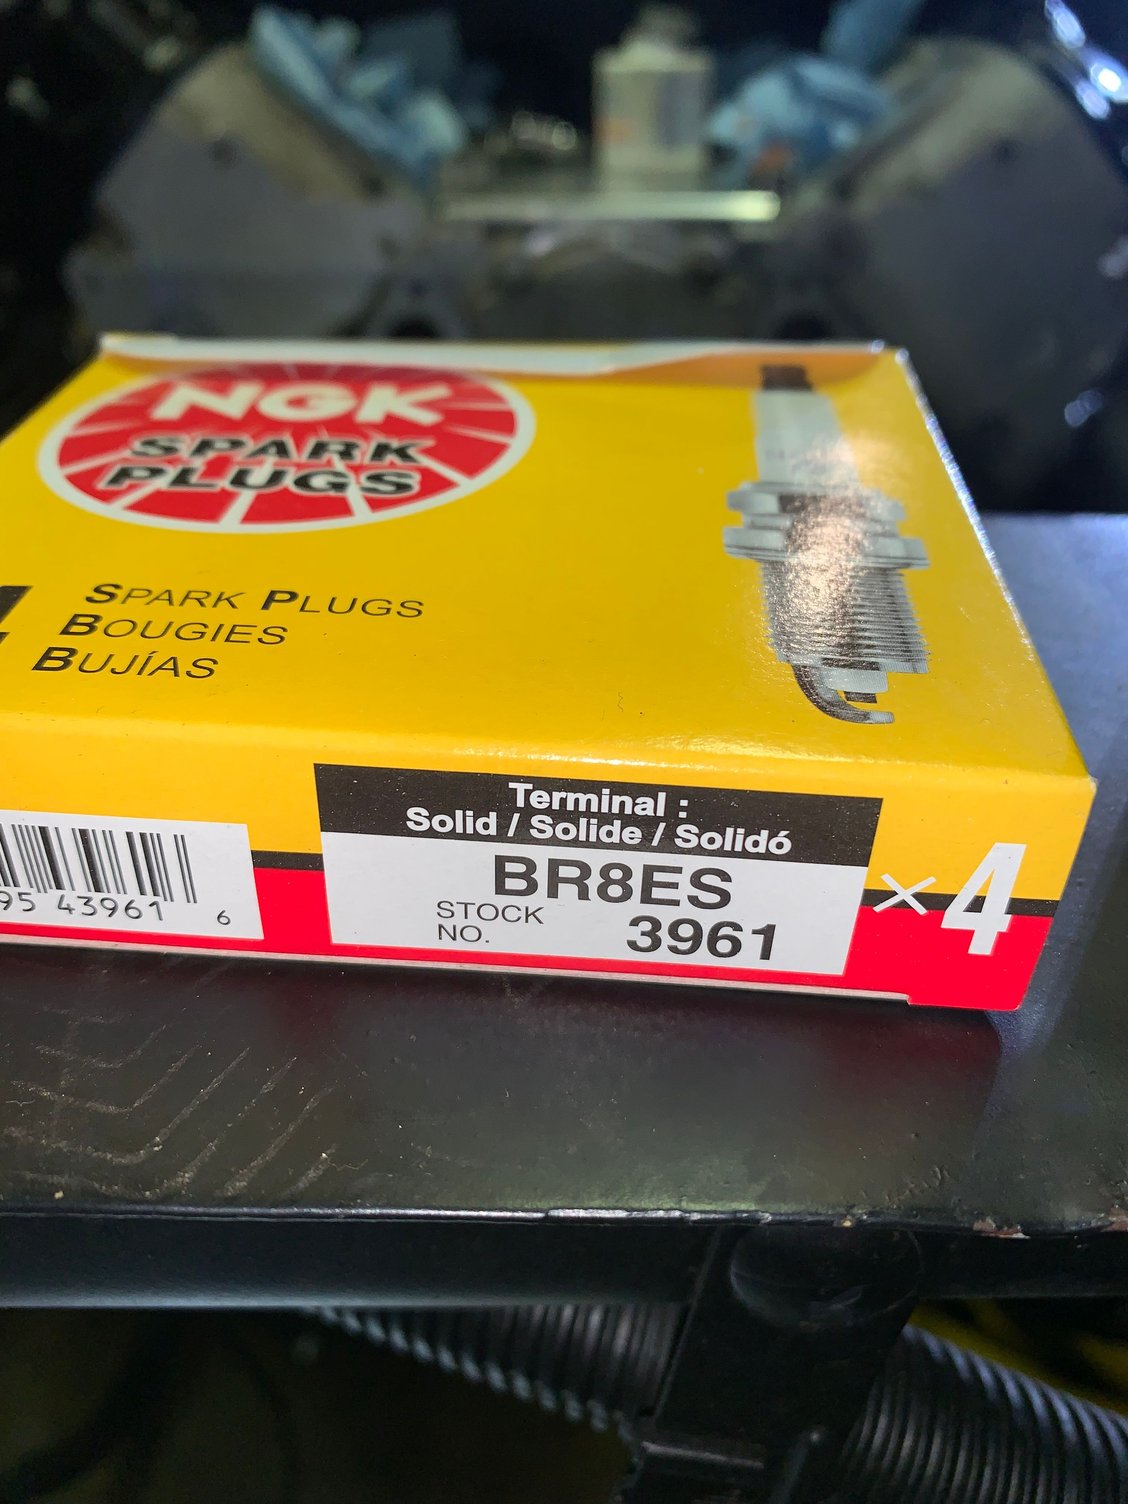 NGK
SPARK
PLUGS
SPARK PLUGS
BOUGIES
BUJÍAS
Terminal :
Solid / Solide / Solidó
BR8ES
STOCK
NO.
3961
×4
95 43961 6